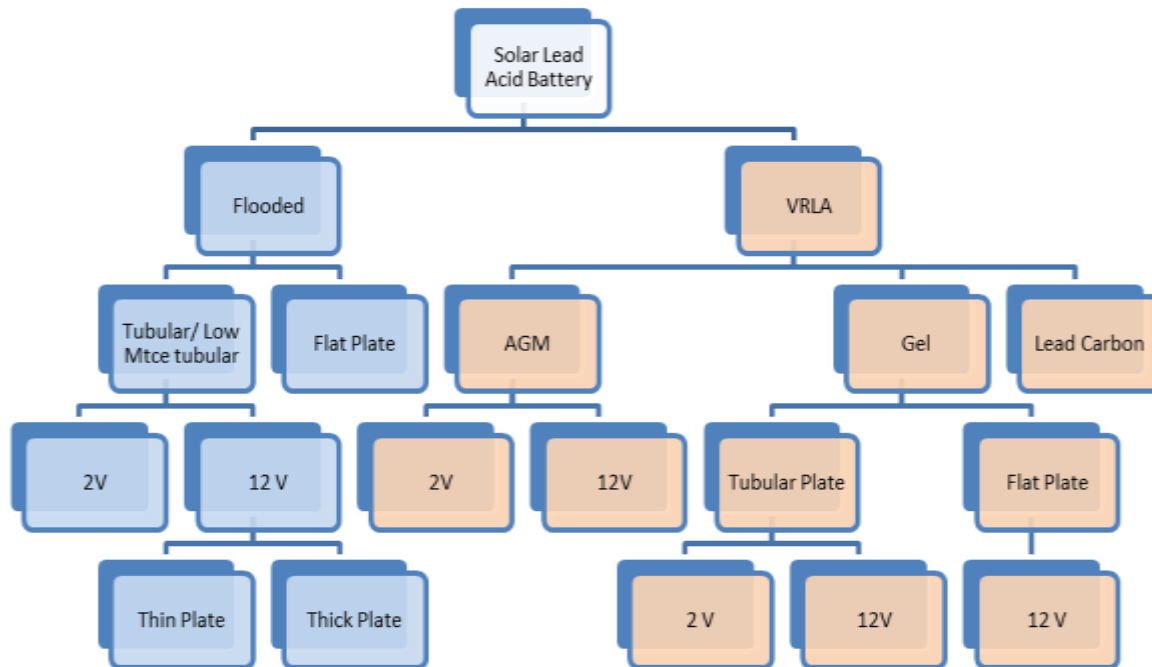 Solar Lead
Acid Battery
Flooded
VRLA
Tubular/ Low
Mtce tubular
Flat Plate
AGM
Gel
Lead Carbon
2V
12 V
2V
12V
Tubular Plate
Flat Plate
Thin Plate
Thick Plate
2 V
12V
12 V